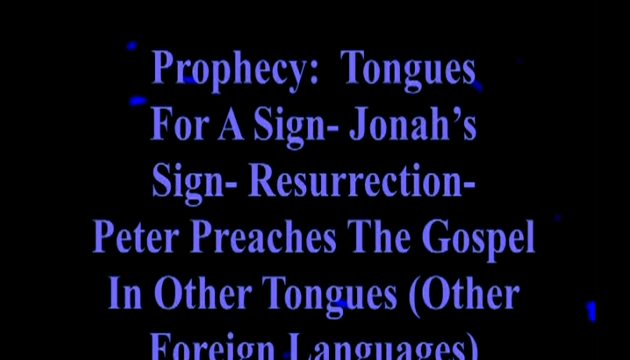 Prophecy:  Tongues
For A Sign- Jonah’s
Sign- Resurrection-
Peter Preaches The Gospel
In Other Tongues (Other
Foreign Languages)